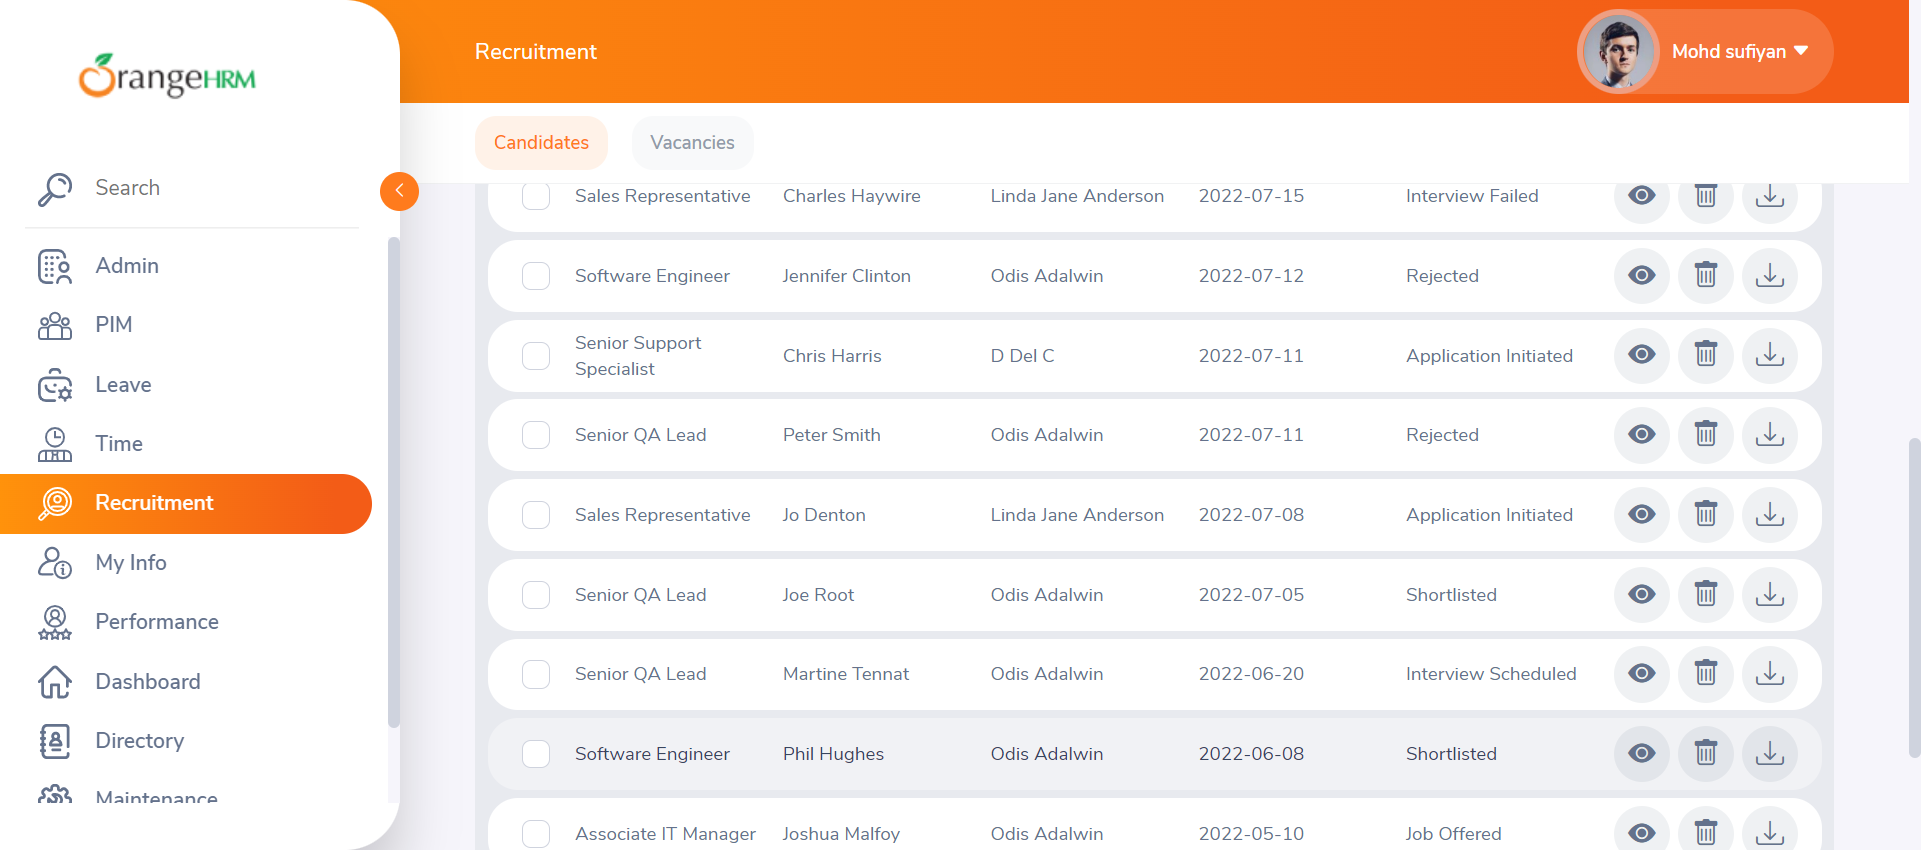 OrangeHRM
Recruitment
Mohd sufiyan
Candidates
Vacancies
Search
Admin
PIM
Leave
Time
Recruitment
My Info
Performance
Dashboard
Directory
Maintenance
Sales Representative Charles Haywire Linda Jane Anderson 2022-07-15 Interview Failed
Software Engineer Jennifer Clinton Odis Adalwin 2022-07-12 Rejected
Senior Support
Specialist
Chris Harris D Del C 2022-07-11 Application Initiated
Senior QA Lead Peter Smith Odis Adalwin 2022-07-11 Rejected
Sales Representative Jo Denton Linda Jane Anderson 2022-07-08 Application Initiated
Senior QA Lead Joe Root Odis Adalwin 2022-07-05 Shortlisted
Senior QA Lead Martine Tennat Odis Adalwin 2022-06-20 Interview Scheduled
Software Engineer Phil Hughes Odis Adalwin 2022-06-08 Shortlisted
Associate IT Manager Joshua Malfoy Odis Adalwin 2022-05-10 Job Offered